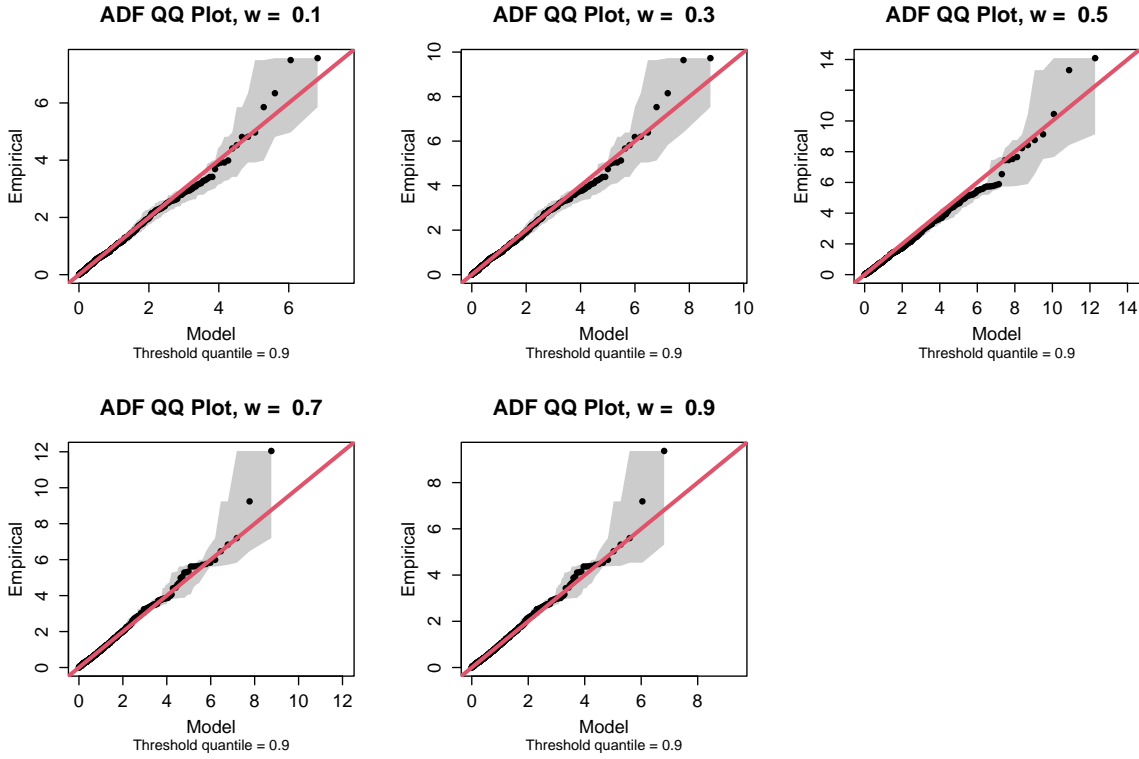 ADF QQ Plot, w = 0.1
ADF QQ Plot, w = 0.3
ADF QQ Plot, w = 0.5
Empirical
0 2 4 6
0 2 4 6
Model
Threshold quantile = 0.9
Empirical
0 2 4 6 8 10
0 2 4 6 8 10
Model
Threshold quantile = 0.9
Empirical
0 2 4 6 8 10 12 14
0 2 4 6 8 10 12 14
Model
Threshold quantile = 0.9
ADF QQ Plot, w = 0.7
ADF QQ Plot, w = 0.9
Empirical
0 2 4 6 8 10 12
0 2 4 6 8 10 12
Model
Threshold quantile = 0.9
Empirical
0 2 4 6 8
0 2 4 6 8
Model
Threshold quantile = 0.9